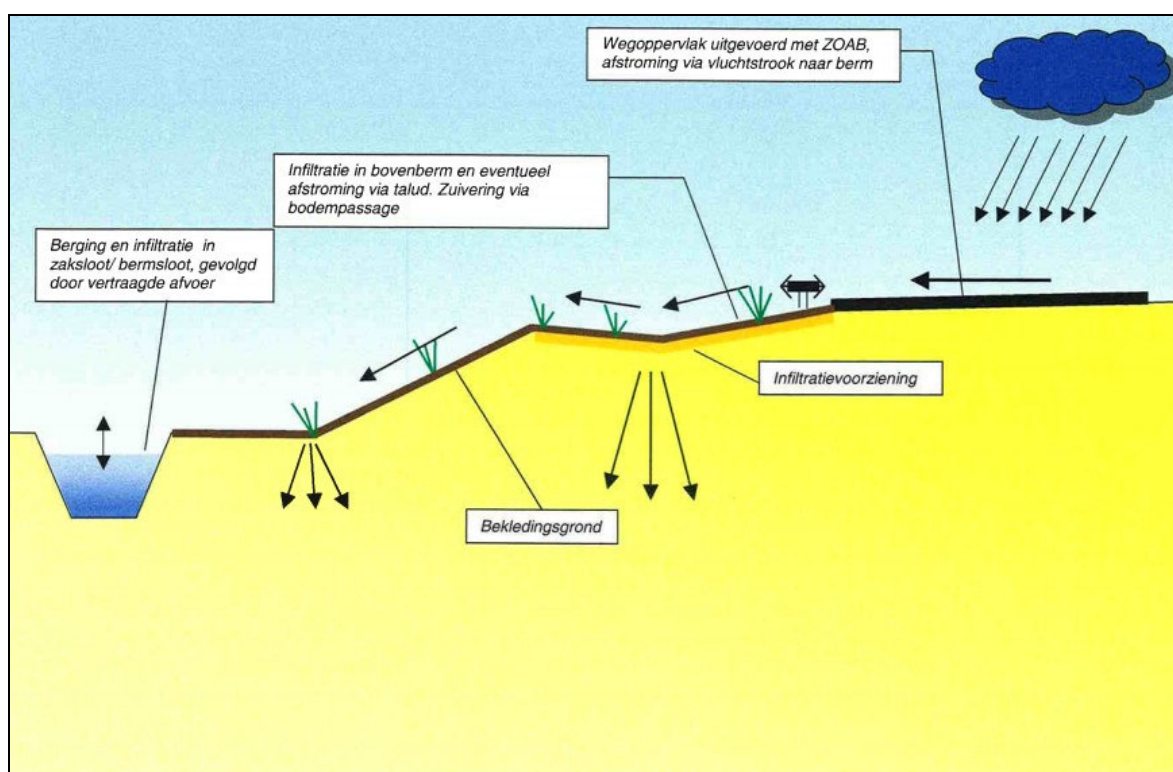 Wegoppervlak uitgevoerd met ZOAB,
afstroming via vluchtstrook naar berm
Infiltratie in bovenberm en eventueel
afstroming via talud. Zuivering via
bodempassage
Berging en infiltratie in
zaksloot/ bermsloot, gevolgd
door vertraagde afvoer
Infiltratievoorziening
Bekledingsgrond